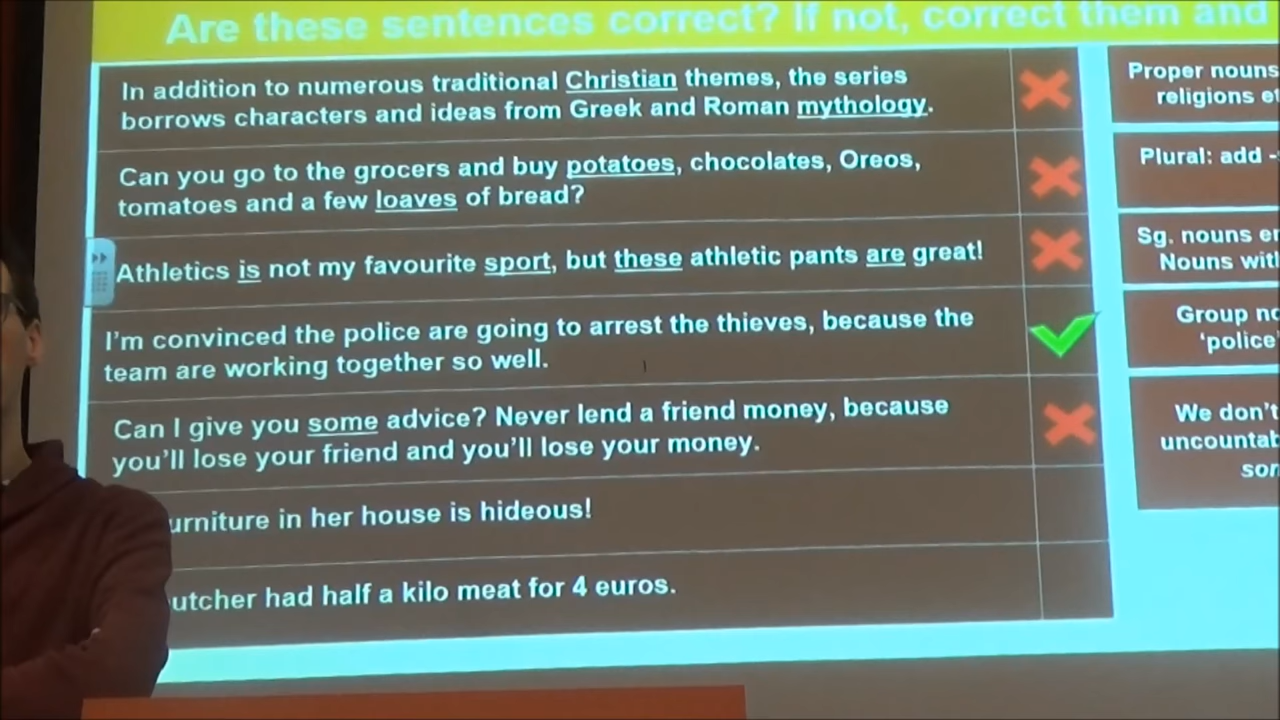 Are these sentences correct? If not, correct them and
In addition to numerous traditional Christian themes, the series
borrows characters and ideas from Greek and Roman mythology.
Can you go to the grocers and buy potatoes, chocolates, Oreos,
tomatoes and a few loaves of bread?
Athletics is not my favourite sport, but these athletic pants are great!
I'm convinced the police are going to arrest the thieves, because the
team are working together so well.
Can I give you some advice? Never lend a friend money, because
you'll lose your friend and you'll lose your money.
urniture in her house is hideous!
utcher had half a kilo meat for 4 euros.
Proper nouns
religions et
Plural: add -
Sg. nouns en
Nouns with
Group no
'police'
We don't
uncountab
son